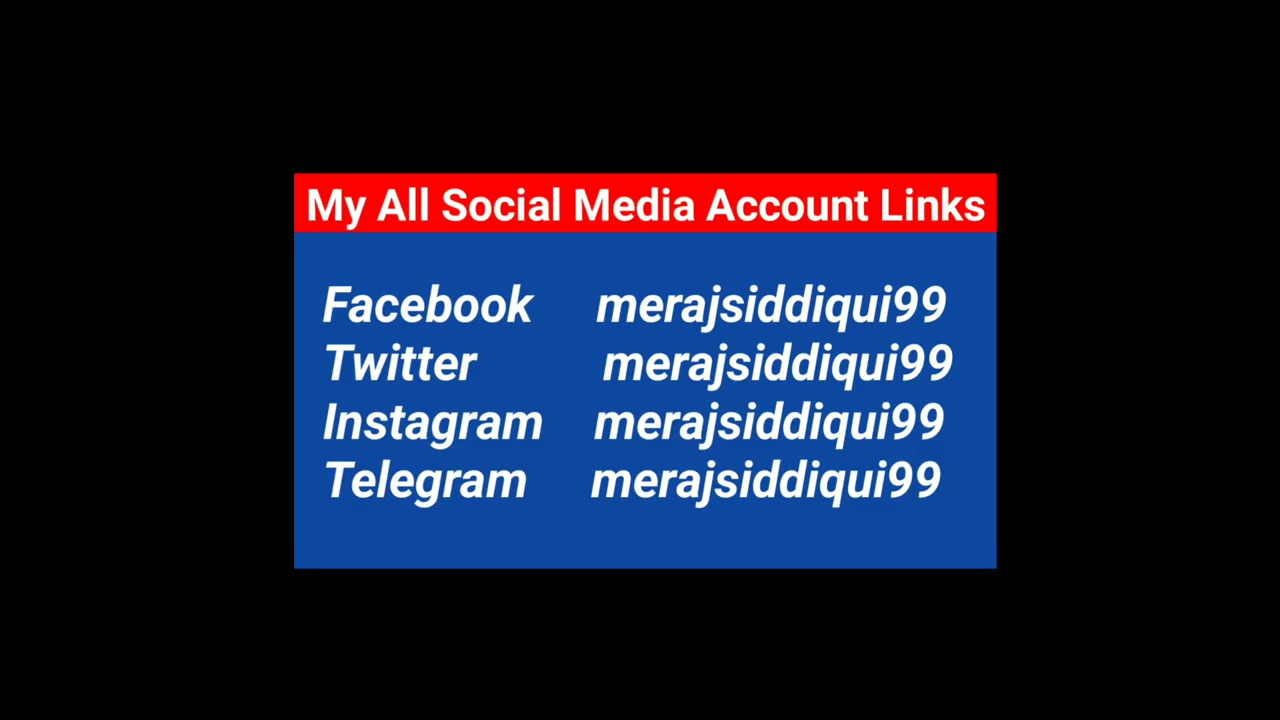 My All Social Media Account Links
Facebook merajsiddiqui99
Twitter merajsiddiqui99
Instagram merajsiddiqui99
Telegram merajsiddiqui99